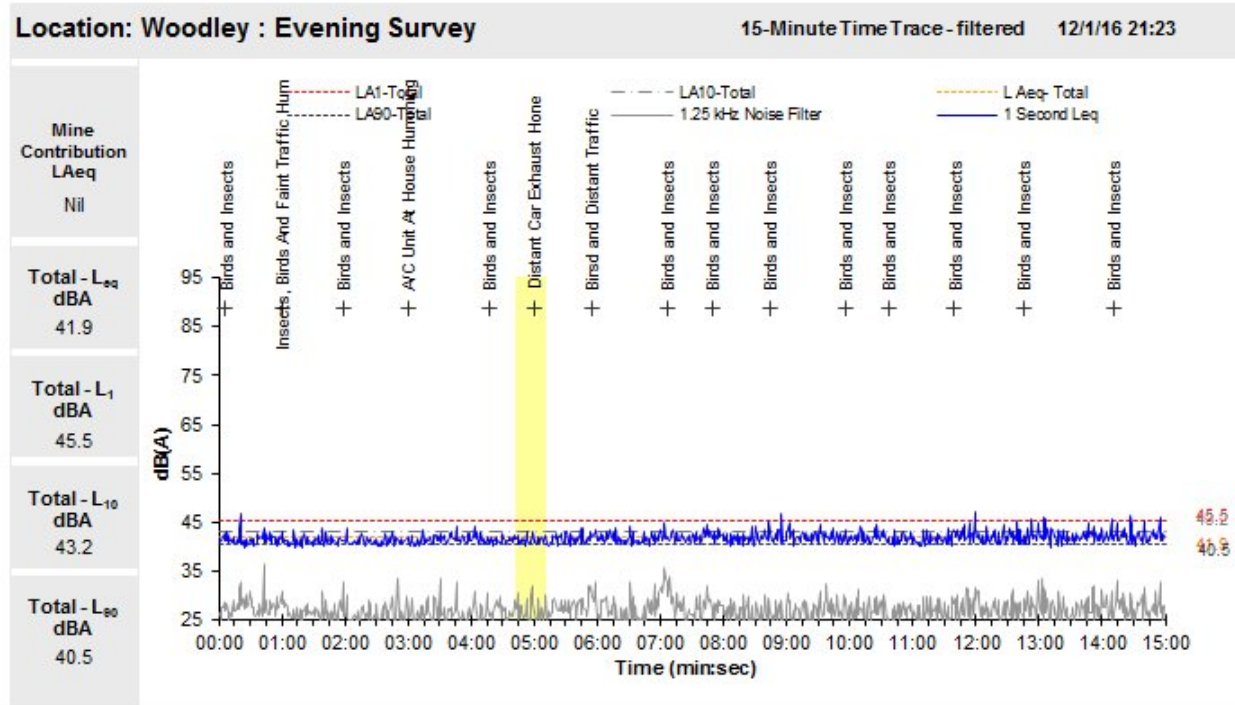 Location: Woodley : Evening Survey
15-Minute Time Trace - filtered 12/1/16 21:23
Mine
Contribution
LAeq
Nil
Total - Leq
dBA
41.9
Total - L1
dBA
45.5
Total - L10
dBA
43.2
Total - L90
dBA
40.5
LA1-Total
LA10-Total
L Aeq- Total
LA90-Total
1.25 kHz Noise Filter
1 Second Leq
Birds and Insects
Insects, Birds And Faint Traffic Hum
Birds and Insects
A/C Unit At House Humming
Birds and Insects
Distant Car Exhaust Hone
Birsd and Distant Traffic
Birds and Insects
Birds and Insects
Birds and Insects
Birds and Insects
Birds and Insects
Birds and Insects
Birds and Insects
Birds and Insects
dB(A)
95
85
75
65
55
45
35
25
45.5
43.2
41.9
40.5
00:00 01:00 02:00 03:00 04:00 05:00 06:00 07:00 08:00 09:00 10:00 11:00 12:00 13:00 14:00 15:00
Time (min:sec)